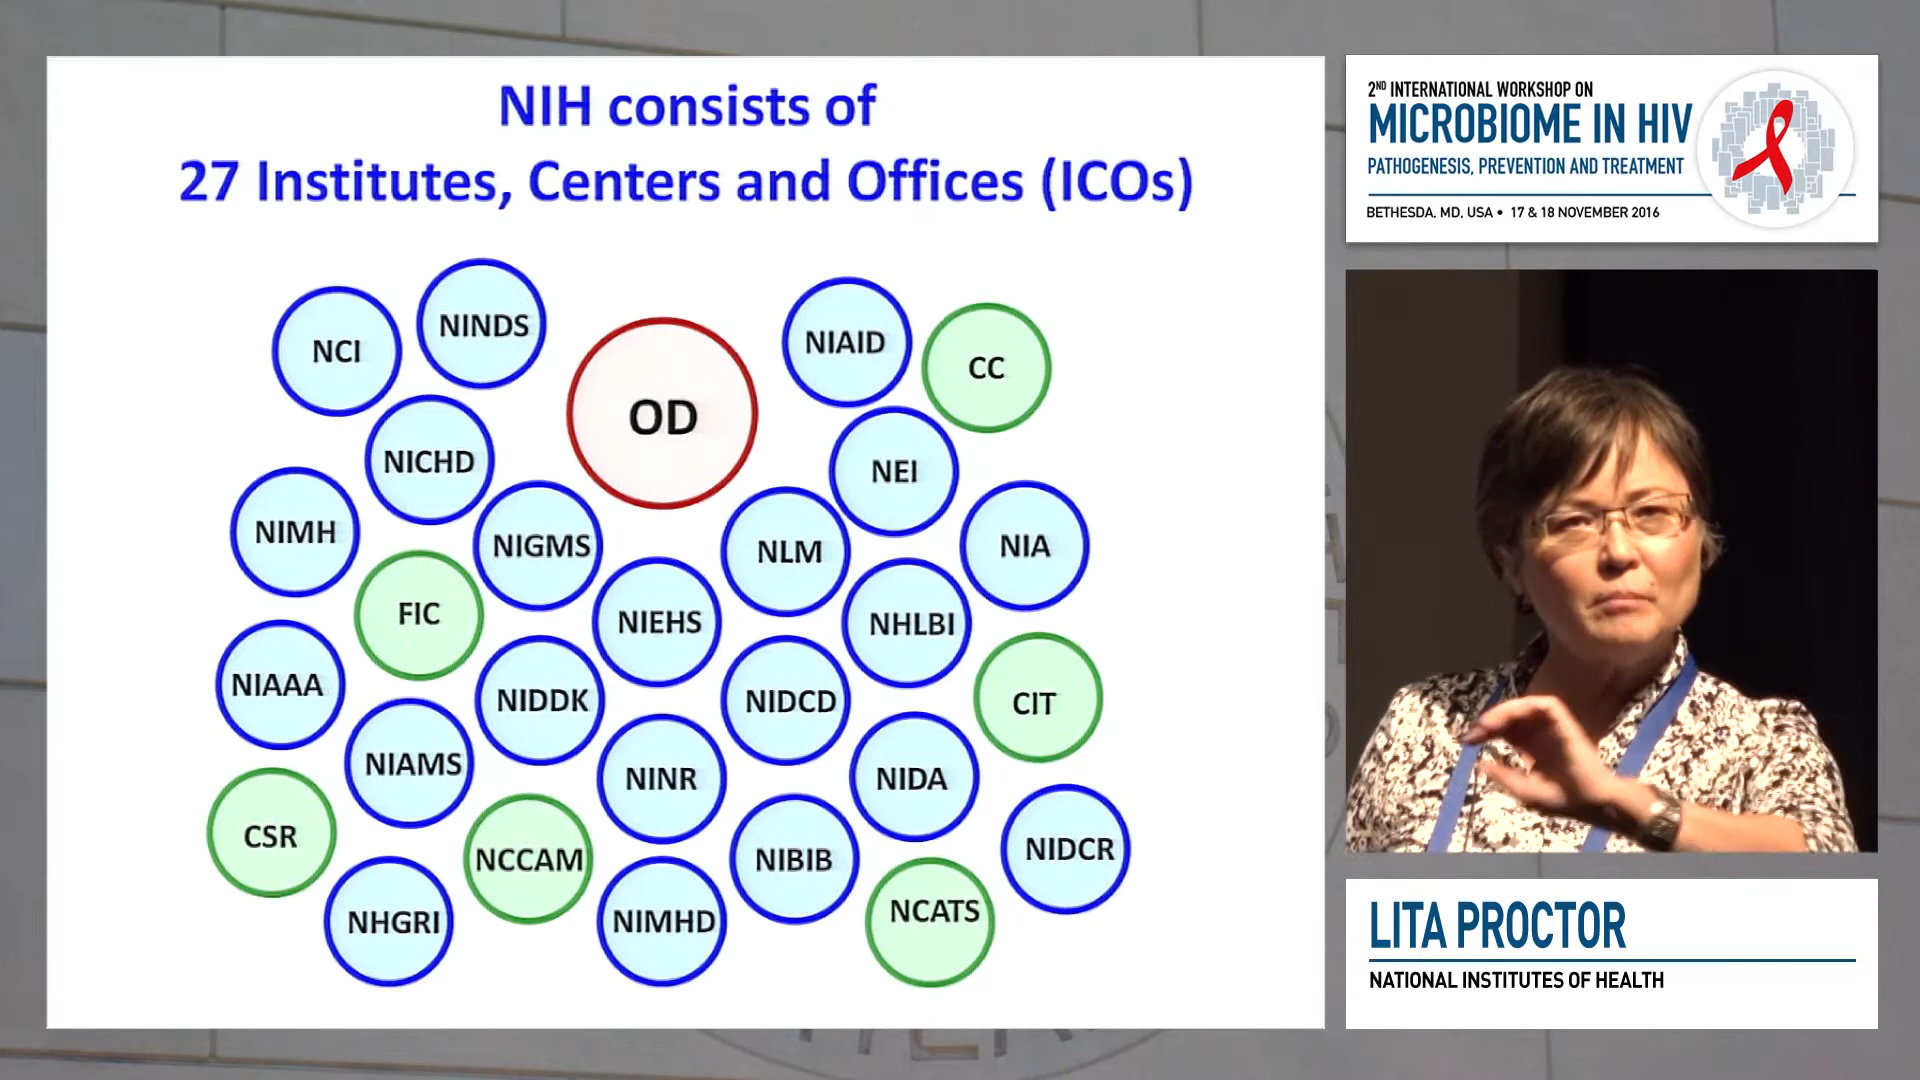 NIH consists of
27 Institutes, Centers and Offices (ICOs)
NCI
NINDS
OD
NIAID
CC
NICHD
NEI
NIMH
NIGMS
NLM
NIA
FIC
NIEHS
NHLBI
NIAAA
NIDDK
NIDCD
CIT
NIAMS
NINR
NIDA
CSR
NCCAM
NIBIB
NIDCR
NHGRI
NIMHD
NCATS
2ND INTERNATIONAL WORKSHOP ON
MICROBIOME IN HIV
PATHOGENESIS, PREVENTION AND TREATMENT
BETHESDA, MD, USA • 17 & 18 NOVEMBER 2016
LITA PROCTOR
NATIONAL INSTITUTES OF HEALTH